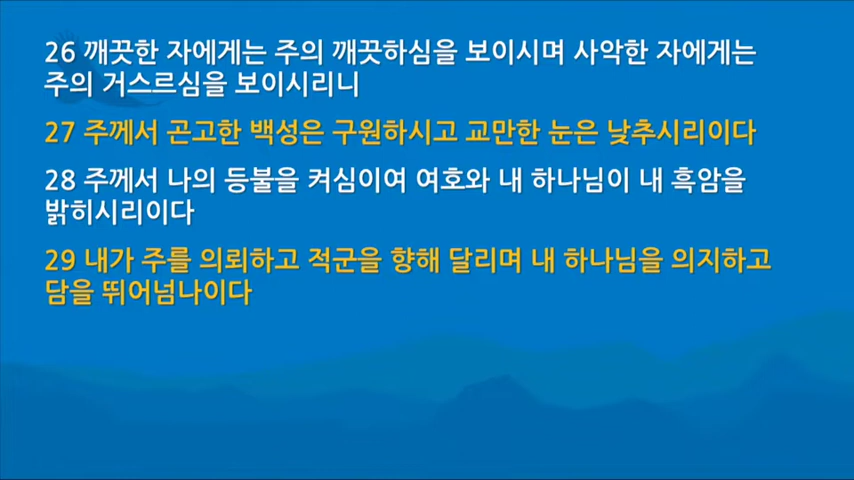 26 깨끗한 자에게는 주의 깨끗하심을 보이시며 사악한 자에게는
주의 거스르심을 보이시리니
27 주께서 곤고한 백성은 구원하시고 교만한 눈은 낮추시리이다
28 주께서 나의 등불을 켜심이여 여호와 내 하나님이 내 흑암을
밝히시리이다
29 내가 주를 의뢰하고 적군을 향해 달리며 내 하나님을 의지하고
담을 뛰어넘나이다